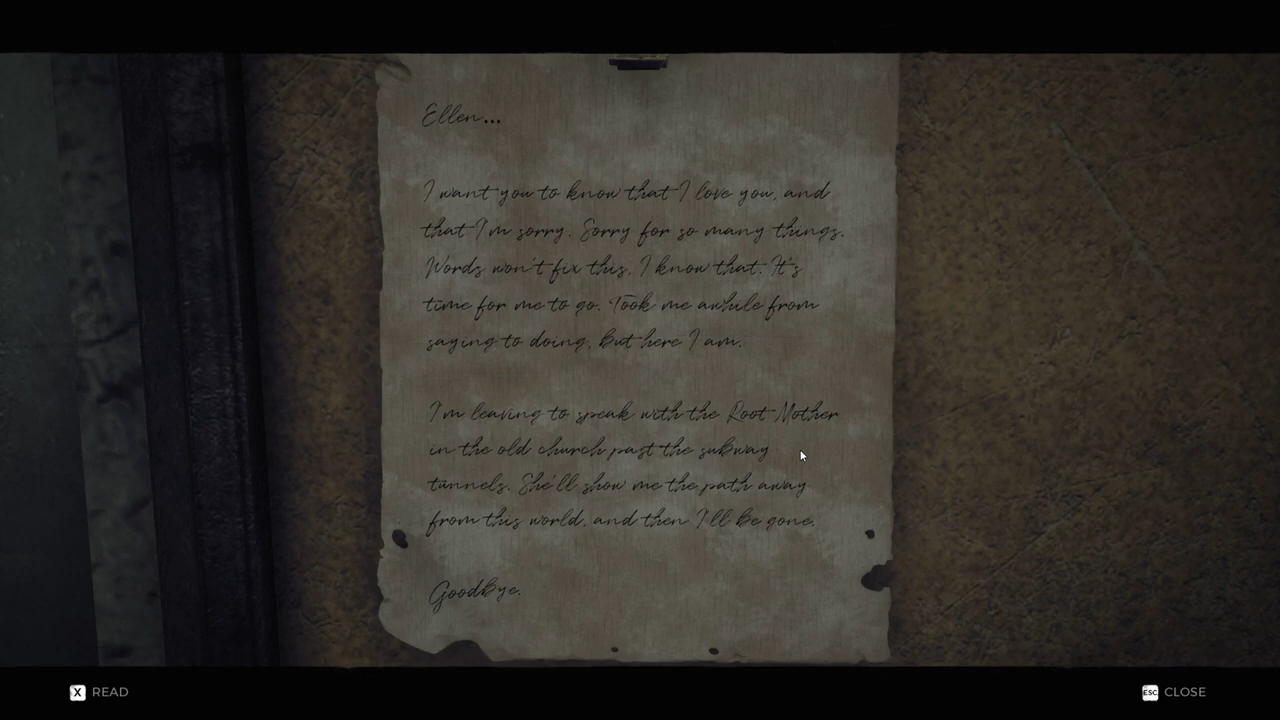 Ellen...
I want you to know that I love you, and
that I'm sorry. Sorry for so many things.
Words won't fix this, I know that. It's
time for me to go. Took me awhile from
saying to doing, but here I am.
I'm leaving to speak with the Root Mother
in the old church past the subway
tunnels. She'll show me the path away
from this world, and then I'll be gone.
Goodbye.
X READ
ESC CLOSE